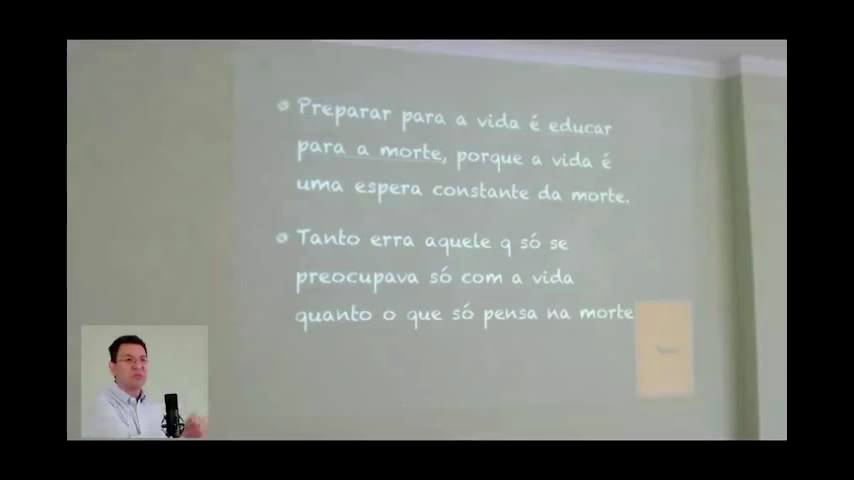 Preparar para a vida é educar
para a morte, porque a vida é
uma espera constante da morte.
Tanto erra aquele q só se
preocupava só com a vida
quanto o que só pensa na morte